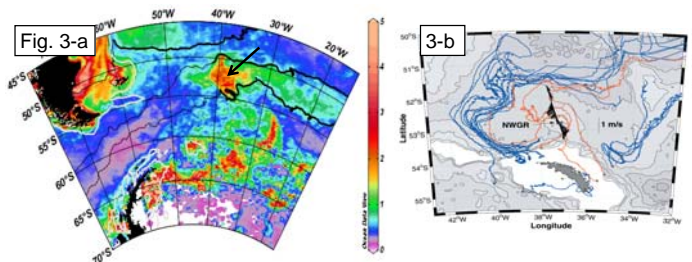 Fig. 3-a
60°W
50°W
40°W
30°W
20°W
45°S
50°S
55°S
60°S
65°S
70°S
5
4
3
2
1
0
Ocean Data View
3-b
50°S
51°S
52°S
53°S
54°S
55°S
Latitude
NWGR
1 m/s
42°W
40°W
38°W
36°W
34°W
32°W
Longitude